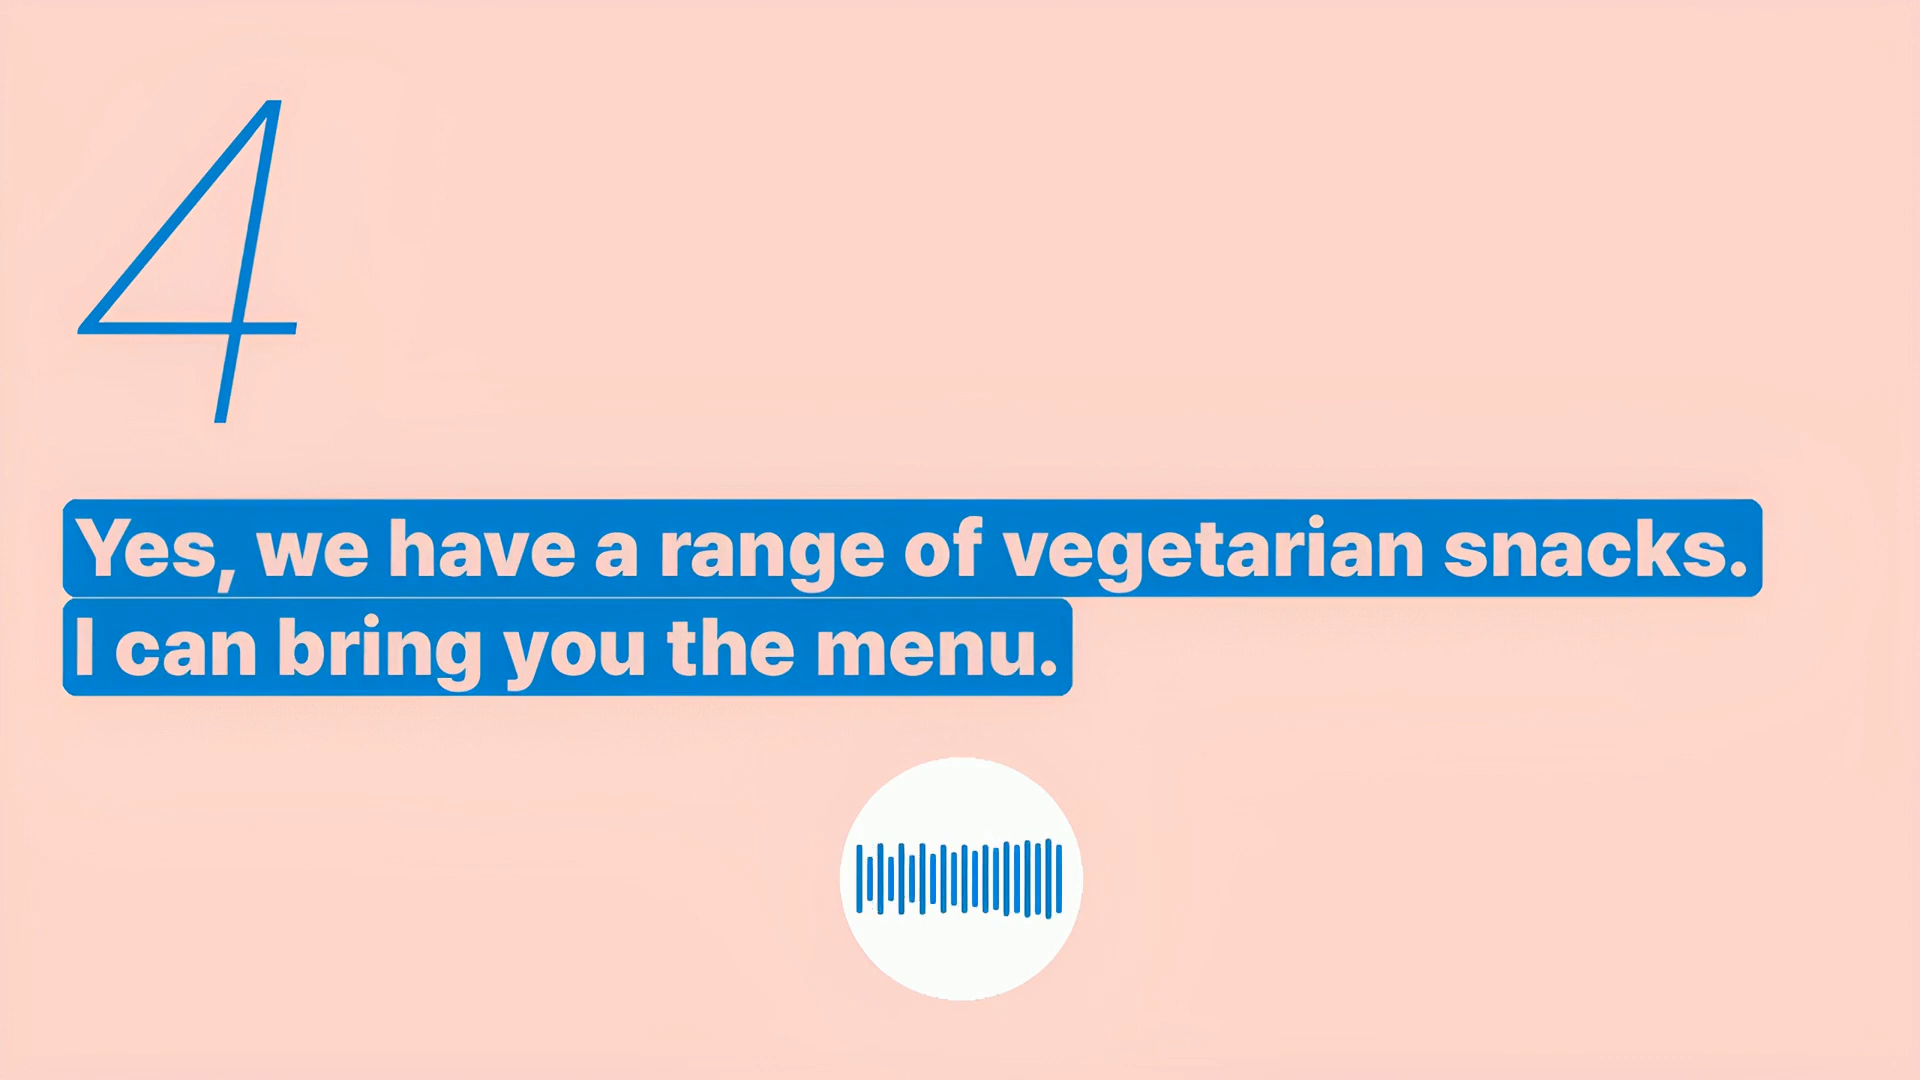 4
Yes, we have a range of vegetarian snacks.
I can bring you the menu.